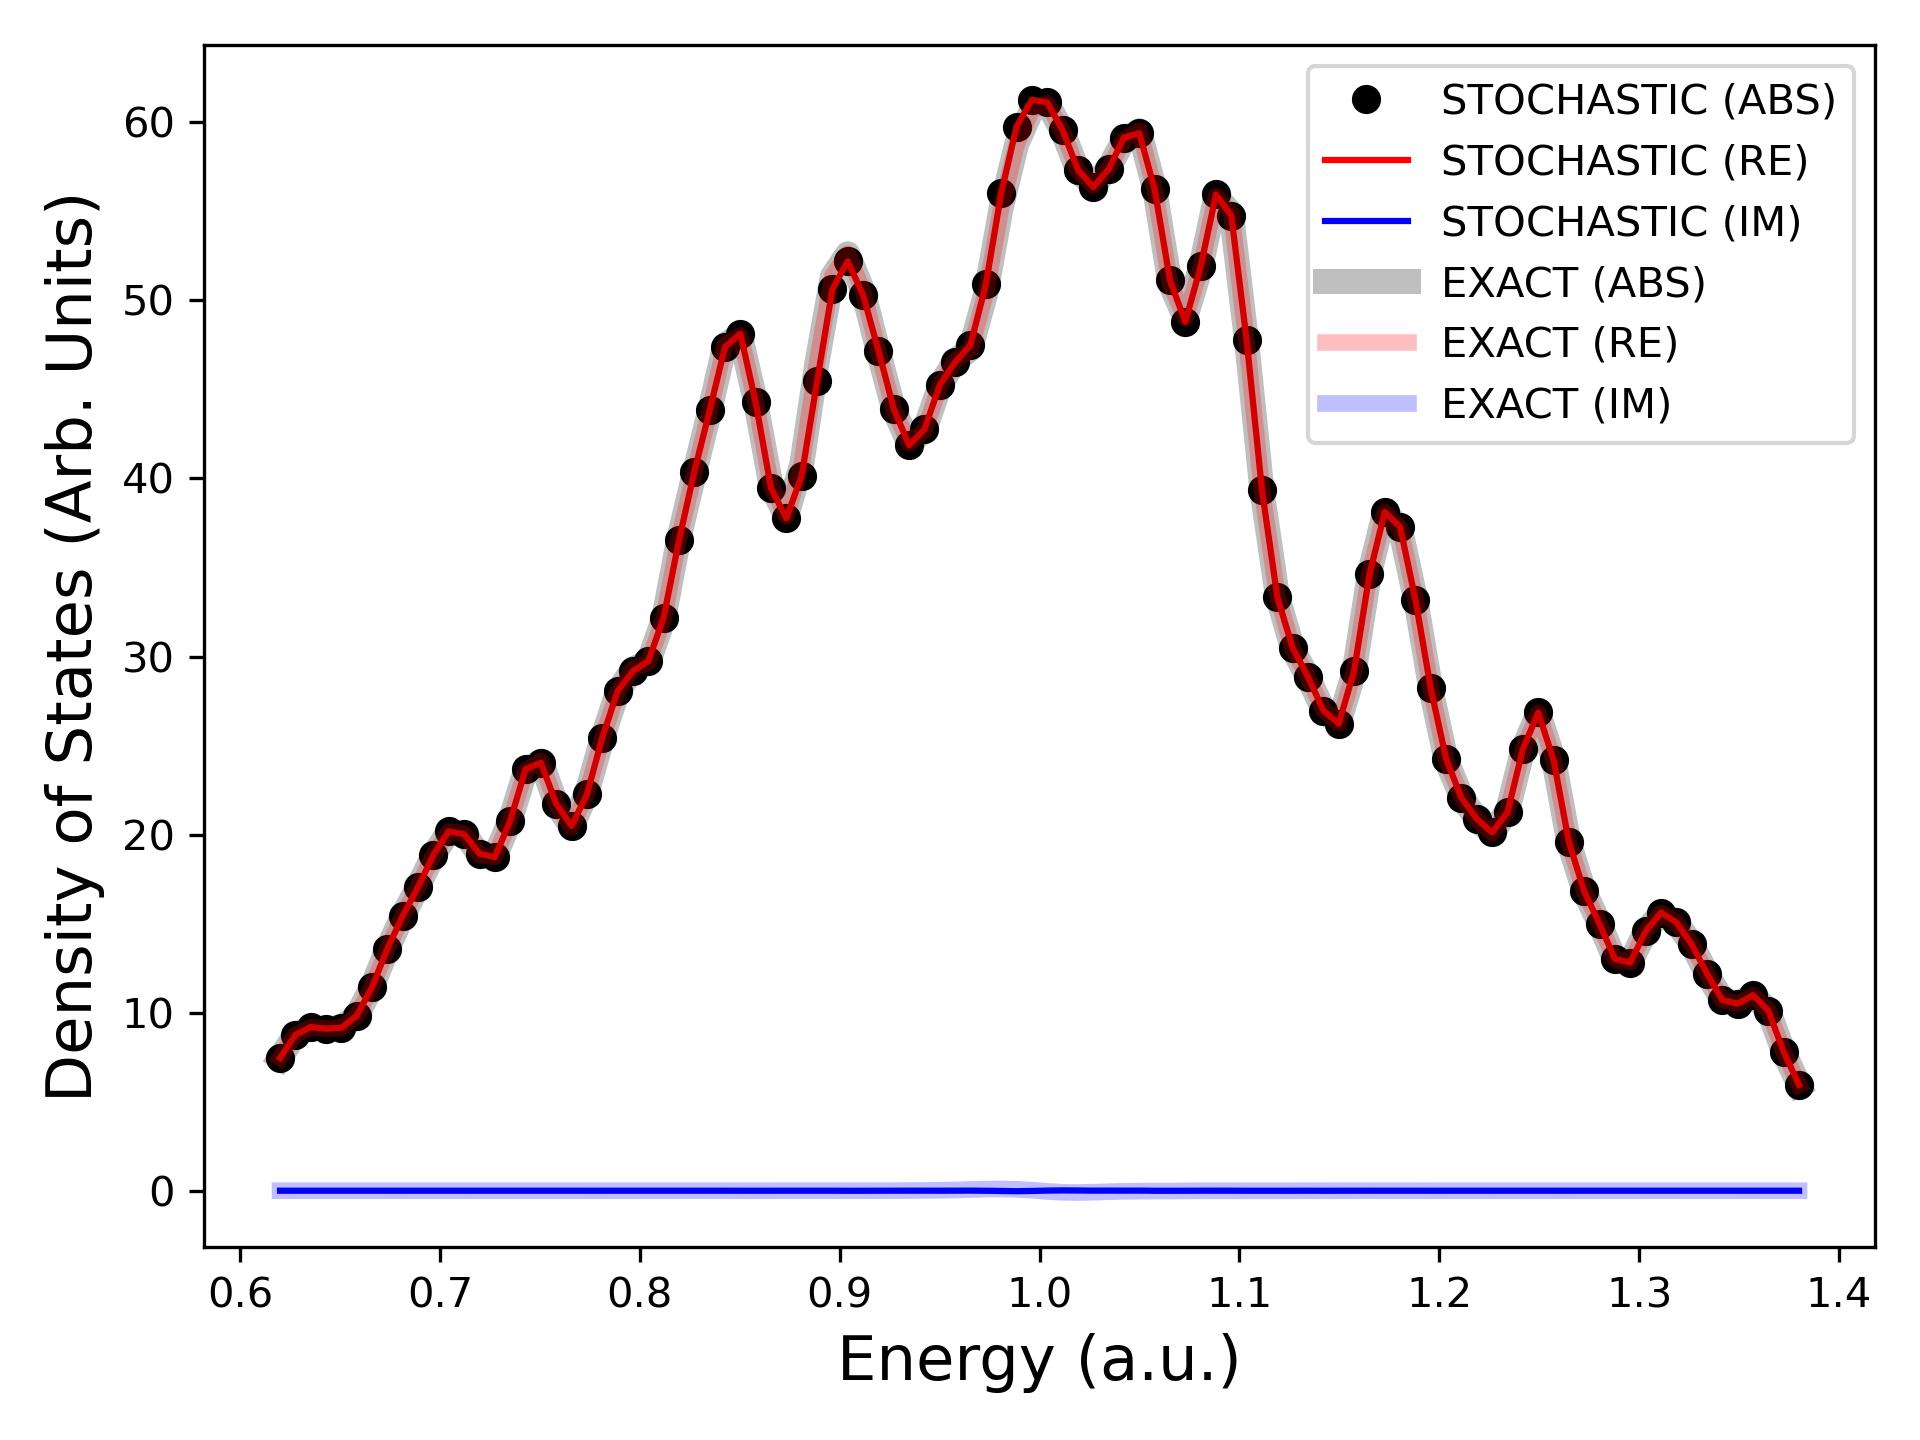 STOCHASTIC (ABS)
STOCHASTIC (RE)
STOCHASTIC (IM)
EXACT (ABS)
EXACT (RE)
EXACT (IM)
Density of States (Arb. Units)
60
50
40
30
20
10
0
0.6 0.7 0.8 0.9 1.0 1.1 1.2 1.3 1.4
Energy (a.u.)